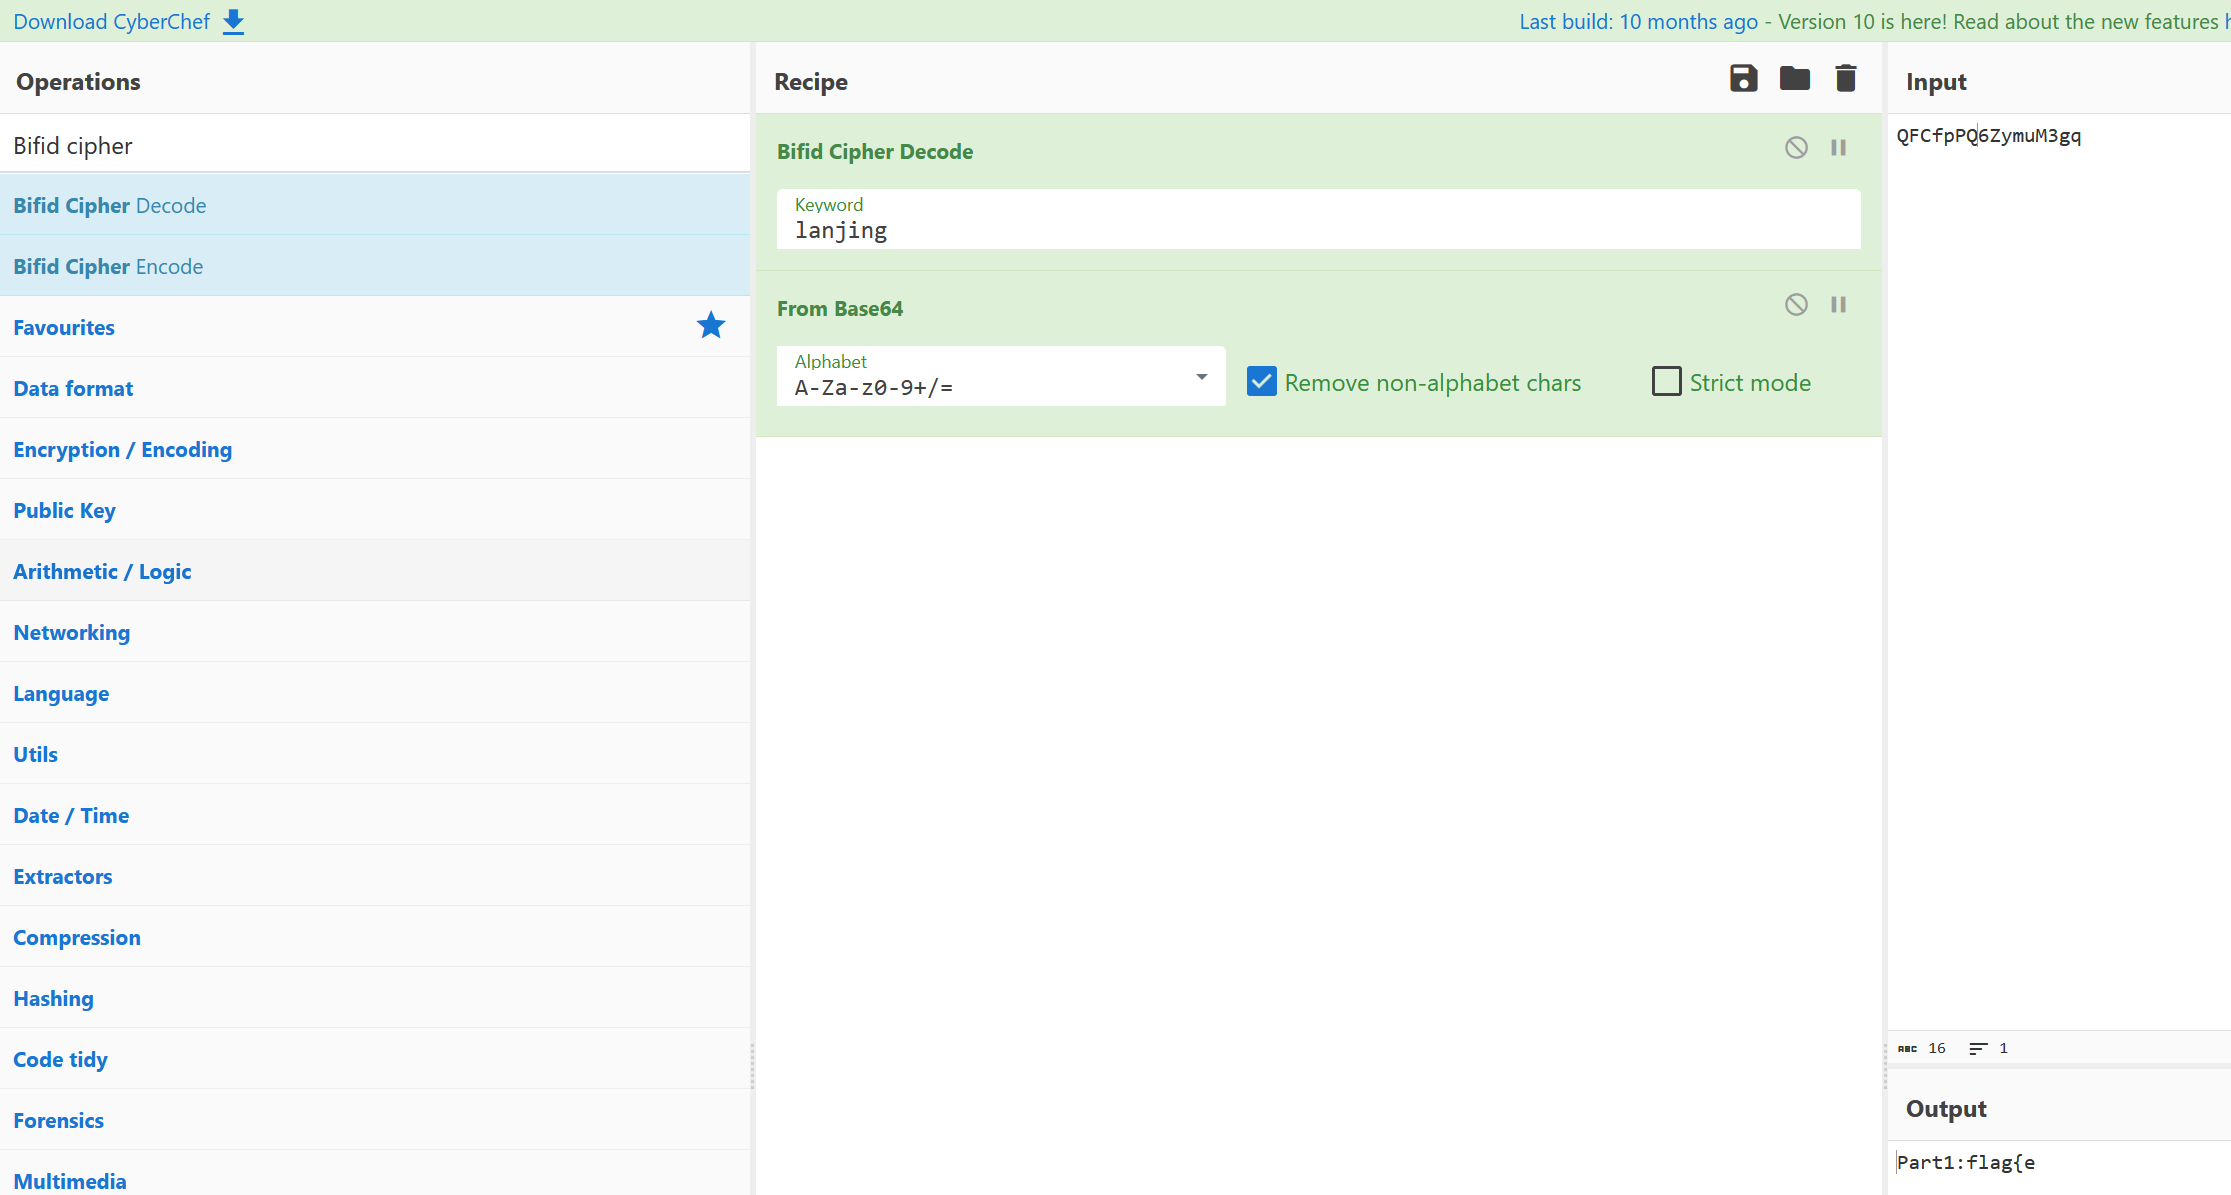 Download CyberChef
Last build: 10 months ago - Version 10 is here! Read about the new features
Operations
Bifid cipher
Bifid Cipher Decode
Bifid Cipher Encode
Favourites
Data format
Encryption / Encoding
Public Key
Arithmetic / Logic
Networking
Language
Utils
Date / Time
Extractors
Compression
Hashing
Code tidy
Forensics
Multimedia
Recipe
Bifid Cipher Decode
Keyword
lanjing
From Base64
Alphabet
A-Za-z0-9+/=
Remove non-alphabet chars
Strict mode
Input
QFCfpPQ6ZymuM3gq
ABC 16 1
Output
Part1:flag{e